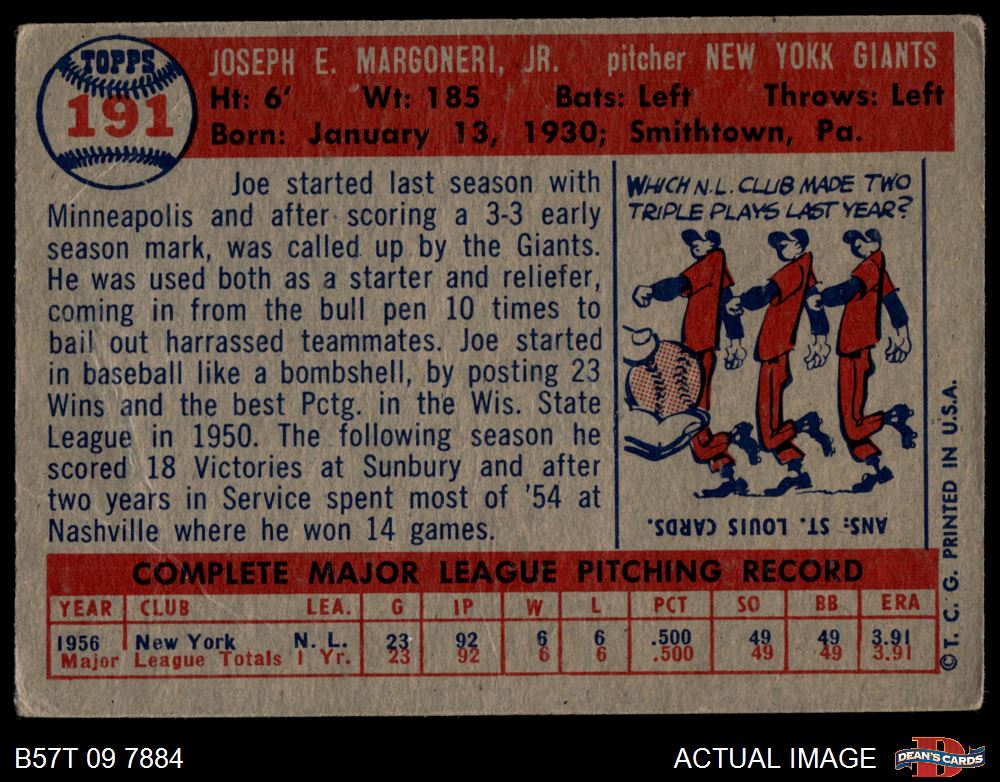 TOPPS
191
JOSEPH E. MARGONERI, JR. pitcher NEW YORK GIANTS
Ht: 6' Wt: 185 Bats: Left Throws: Left
Born: January 13, 1930; Smithtown, Pa.
Joe started last season with
Minneapolis and after scoring a 3-3 early
season mark, was called up by the Giants.
He was used both as a starter and reliefer,
coming in from the bull pen 10 times to
bail out harrassed teammates. Joe started
in baseball like a bombshell, by posting 23
Wins and the best Pctg. in the Wis. State
League in 1950. The following season he
scored 18 Victories at Sunbury and after
two years in Service spent most of '54 at
Nashville where he won 14 games.
WHICH N.L. CLUB MADE TWO
TRIPLE PLAYS LAST YEAR?
ANS: ST. LOUIS CARDS.
COMPLETE MAJOR LEAGUE PITCHING RECORD
YEAR CLUB LEA. G IP W L PCT SO BB ERA
1956 New York N. L. 23 92 6 6 .500 49 49 3.91
Major League Totals 1 Yr. 23 92 6 6 .500 49 49 3.91
©T. C. G. PRINTED IN U.S.A.
B57T 09 7884 ACTUAL IMAGE D DEAN'S CARDS